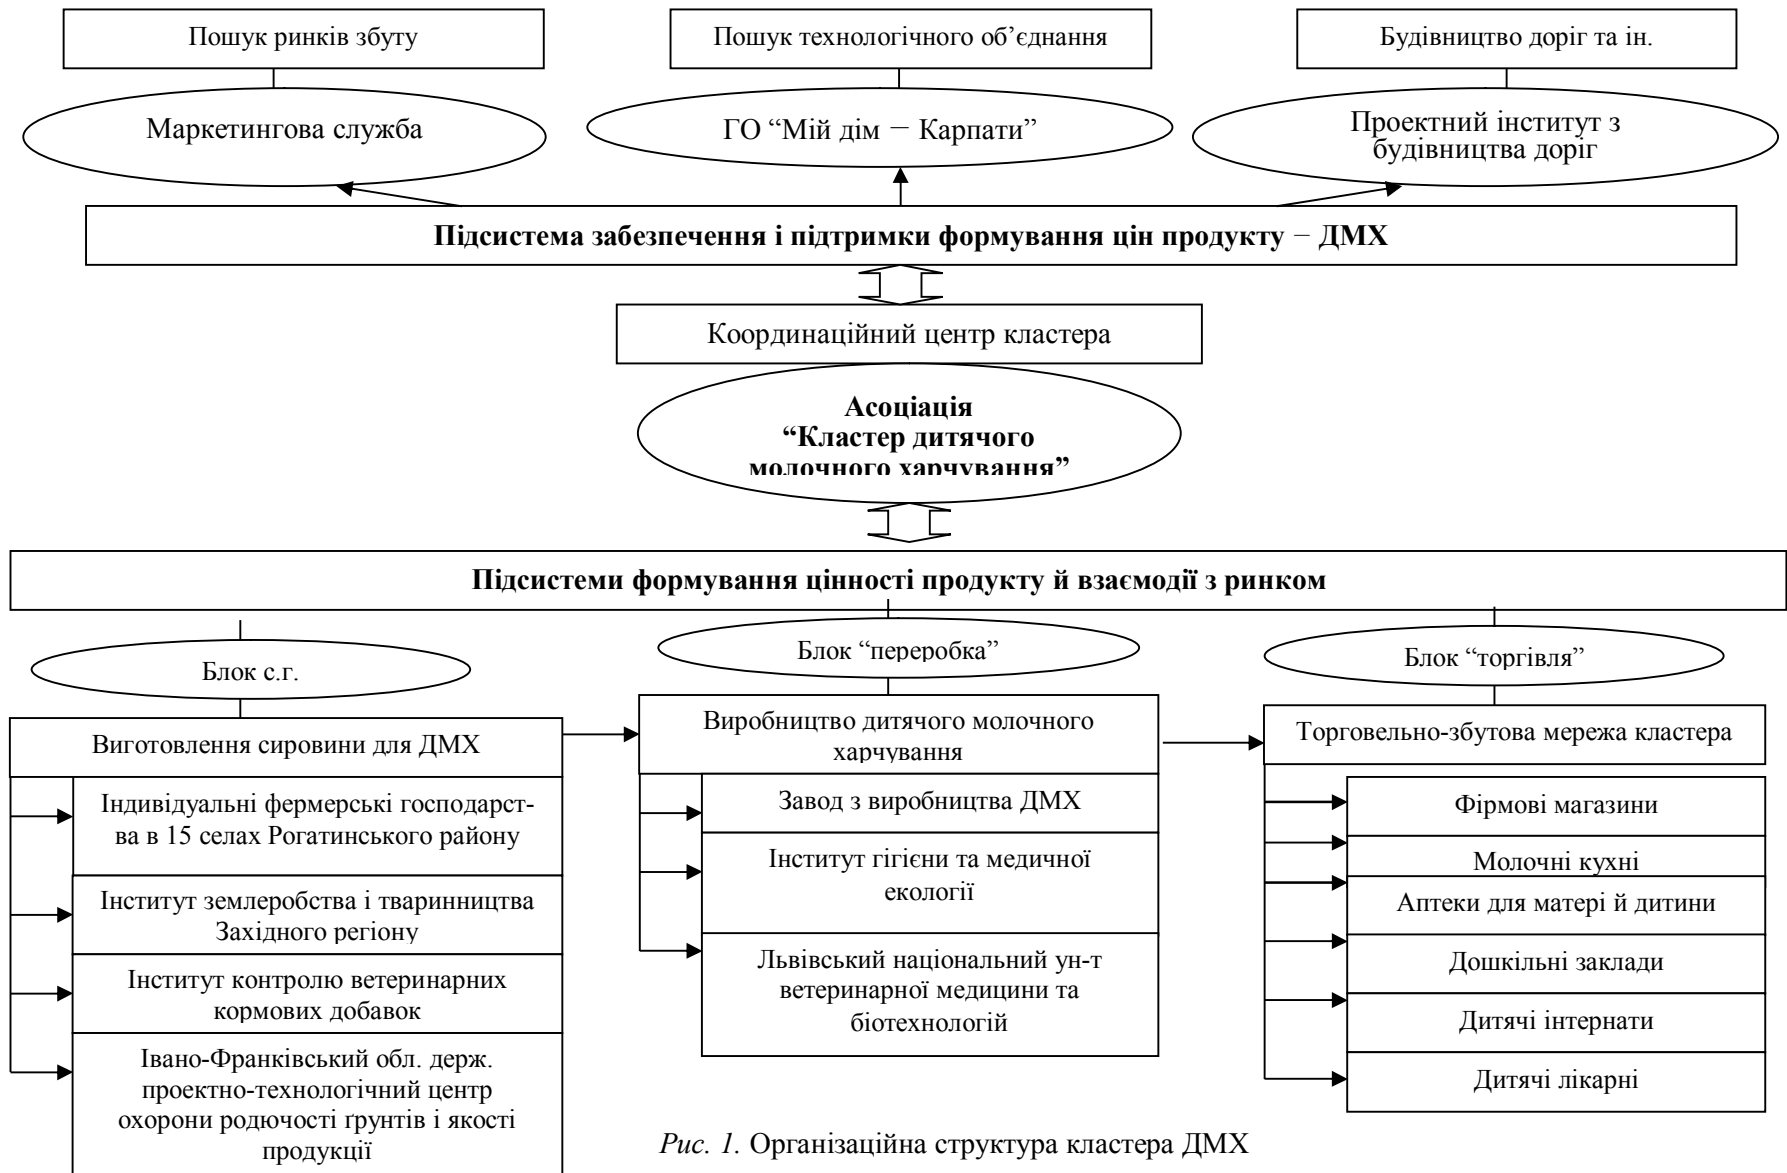 Пошук ринків збуту
Пошук технологічного об’єднання
Будівництво доріг та ін.
Маркетингова служба
ГО “Мій дім − Карпати”
Проектний інститут з
будівництва доріг
Підсистема забезпечення і підтримки формування цін продукту − ДМХ
Координаційний центр кластера
Асоціація
“Кластер дитячого
молочного харчування”
Підсистеми формування цінності продукту й взаємодії з ринком
Блок с.г.
Блок “переробка”
Блок “торгівля”
Виготовлення сировини для ДМХ
Індивідуальні фермерські господарст-
ва в 15 селах Рогатинського району
Інститут землеробства і тваринництва
Західного регіону
Інститут контролю ветеринарних
кормових добавок
Івано-Франківський обл. держ.
проектно-технологічний центр
охорони родючості ґрунтів і якості
продукції
Виробництво дитячого молочного
харчування
Завод з виробництва ДМХ
Інститут гігієни та медичної
екології
Львівський національний ун-т
ветеринарної медицини та
біотехнологій
Торговельно-збутова мережа кластера
Фірмові магазини
Молочні кухні
Аптеки для матері й дитини
Дошкільні заклади
Дитячі інтернати
Дитячі лікарні
Рис. 1. Організаційна структура кластера ДМХ